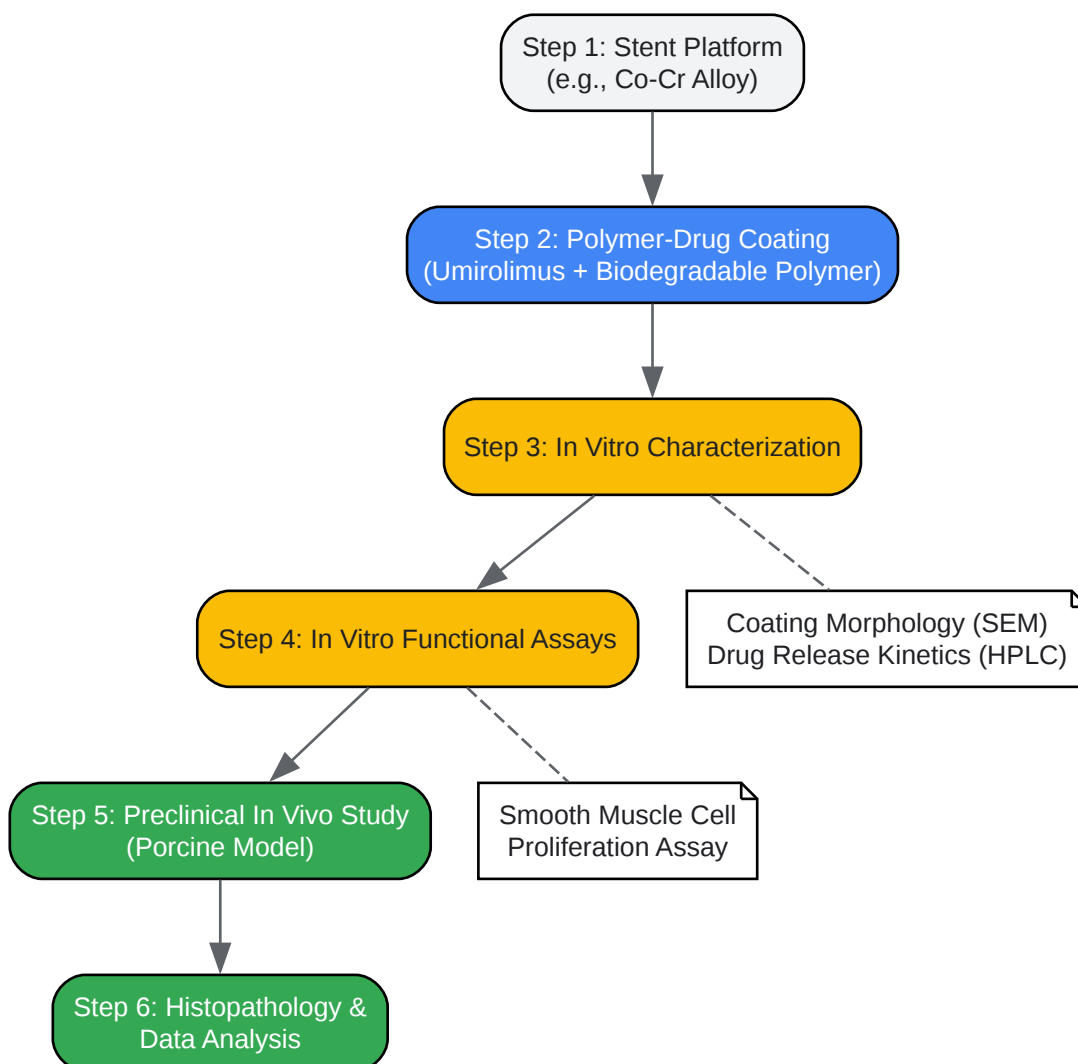 Step 1: Stent Platform
(e.g., Co-Cr Alloy)
Step 2: Polymer-Drug Coating
(Umirolimus + Biodegradable Polymer)
Step 3: In Vitro Characterization
Step 4: In Vitro Functional Assays
Coating Morphology (SEM)
Drug Release Kinetics (HPLC)
Step 5: Preclinical In Vivo Study
(Porcine Model)
Smooth Muscle Cell
Proliferation Assay
Step 6: Histopathology &
Data Analysis